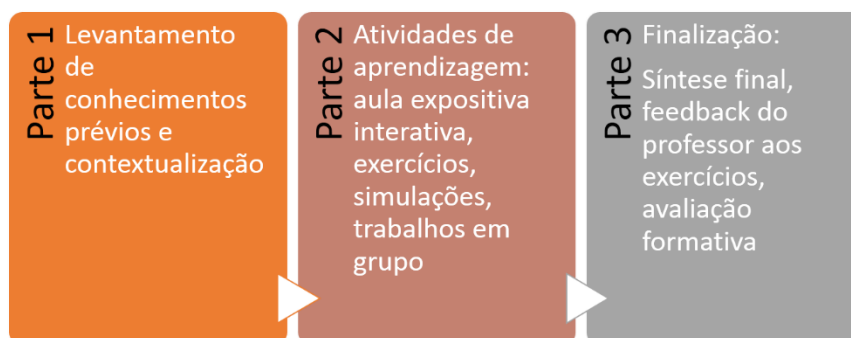 Parte 1
Levantamento
de
conhecimentos
prévios e
contextualização
Parte 2
Atividades de
aprendizagem:
aula expositiva
interativa,
exercícios,
simulações,
trabalhos em
grupo
Parte 3
Finalização:
Síntese final,
feedback do
professor aos
exercícios,
avaliação
formativa